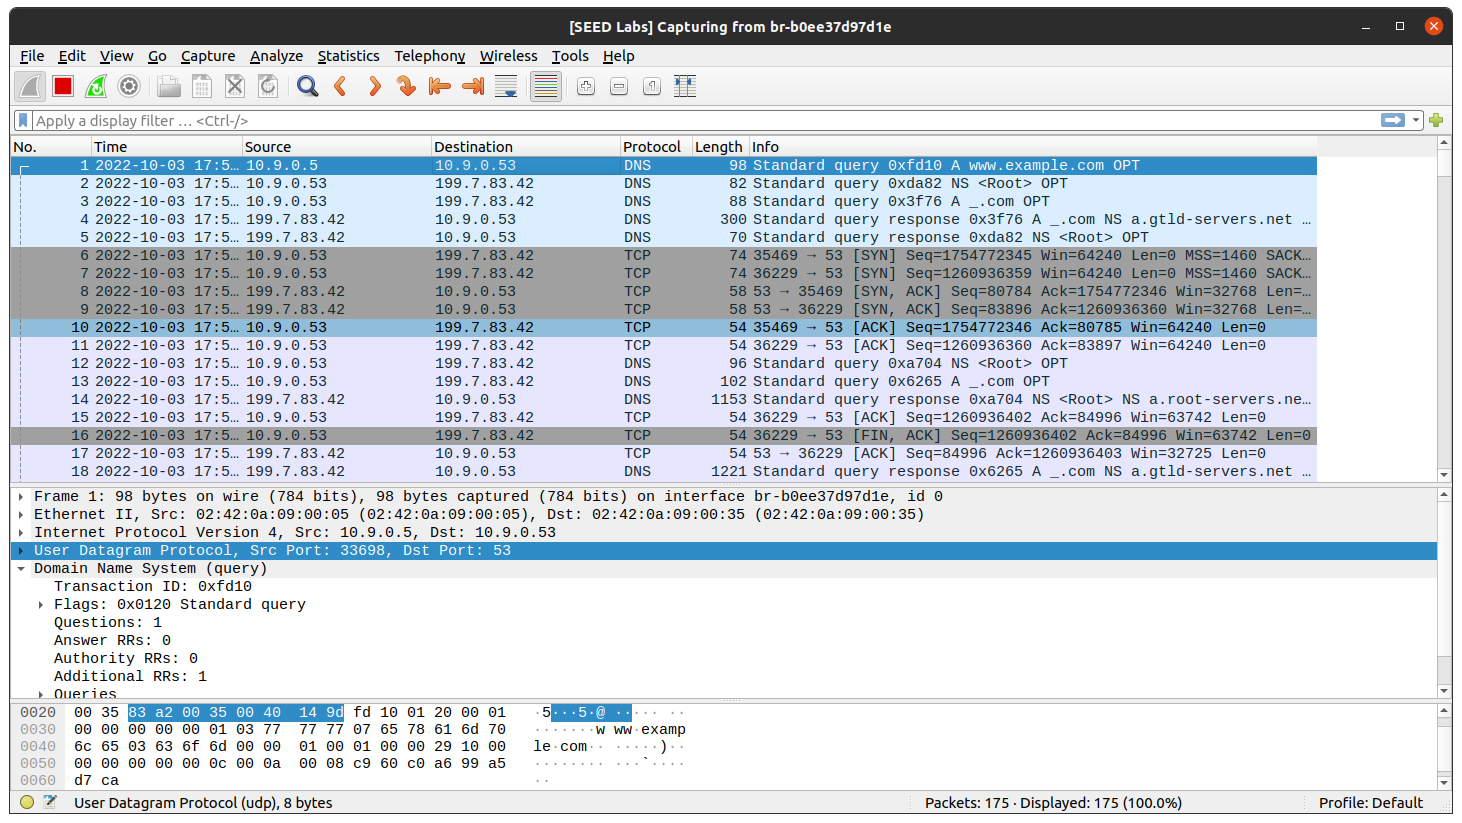 [SEED Labs] Capturing from br-b0ee37d97d1e
File Edit View Go Capture Analyze Statistics Telephony Wireless Tools Help
Apply a display filter … <Ctrl-/>
No. Time Source Destination Protocol Length Info
1 2022-10-03 17:5… 10.9.0.5 10.9.0.53 DNS 98 Standard query 0xfd10 A www.example.com OPT
2 2022-10-03 17:5… 10.9.0.53 199.7.83.42 DNS 82 Standard query 0xda82 NS <Root> OPT
3 2022-10-03 17:5… 10.9.0.53 199.7.83.42 DNS 88 Standard query 0x3f76 A _.com OPT
4 2022-10-03 17:5… 199.7.83.42 10.9.0.53 DNS 300 Standard query response 0x3f76 A _.com NS a.gtld-servers.net …
5 2022-10-03 17:5… 199.7.83.42 10.9.0.53 DNS 70 Standard query response 0xda82 NS <Root> OPT
6 2022-10-03 17:5… 10.9.0.53 199.7.83.42 TCP 74 35469 → 53 [SYN] Seq=1754772345 Win=64240 Len=0 MSS=1460 SACK…
7 2022-10-03 17:5… 10.9.0.53 199.7.83.42 TCP 74 36229 → 53 [SYN] Seq=1260936359 Win=64240 Len=0 MSS=1460 SACK…
8 2022-10-03 17:5… 199.7.83.42 10.9.0.53 TCP 58 53 → 35469 [SYN, ACK] Seq=80784 Ack=1754772346 Win=32768 Len=…
9 2022-10-03 17:5… 199.7.83.42 10.9.0.53 TCP 58 53 → 36229 [SYN, ACK] Seq=83896 Ack=1260936360 Win=32768 Len=…
10 2022-10-03 17:5… 10.9.0.53 199.7.83.42 TCP 54 35469 → 53 [ACK] Seq=1754772346 Ack=80785 Win=64240 Len=0
11 2022-10-03 17:5… 10.9.0.53 199.7.83.42 TCP 54 36229 → 53 [ACK] Seq=1260936360 Ack=83897 Win=64240 Len=0
12 2022-10-03 17:5… 10.9.0.53 199.7.83.42 DNS 96 Standard query 0xa704 NS <Root> OPT
13 2022-10-03 17:5… 10.9.0.53 199.7.83.42 DNS 102 Standard query 0x6265 A _.com OPT
14 2022-10-03 17:5… 199.7.83.42 10.9.0.53 DNS 1153 Standard query response 0xa704 NS <Root> NS a.root-servers.ne…
15 2022-10-03 17:5… 10.9.0.53 199.7.83.42 TCP 54 36229 → 53 [ACK] Seq=1260936402 Ack=84996 Win=63742 Len=0
16 2022-10-03 17:5… 10.9.0.53 199.7.83.42 TCP 54 36229 → 53 [FIN, ACK] Seq=1260936402 Ack=84996 Win=63742 Len=0
17 2022-10-03 17:5… 199.7.83.42 10.9.0.53 TCP 54 53 → 36229 [ACK] Seq=84996 Ack=1260936403 Win=32725 Len=0
18 2022-10-03 17:5… 199.7.83.42 10.9.0.53 DNS 1221 Standard query response 0x6265 A _.com NS a.gtld-servers.net …
Frame 1: 98 bytes on wire (784 bits), 98 bytes captured (784 bits) on interface br-b0ee37d97d1e, id 0
Ethernet II, Src: 02:42:0a:09:00:05 (02:42:0a:09:00:05), Dst: 02:42:0a:09:00:35 (02:42:0a:09:00:35)
Internet Protocol Version 4, Src: 10.9.0.5, Dst: 10.9.0.53
User Datagram Protocol, Src Port: 33698, Dst Port: 53
Domain Name System (query)
Transaction ID: 0xfd10
Flags: 0x0120 Standard query
Questions: 1
Answer RRs: 0
Authority RRs: 0
Additional RRs: 1
Queries
0020 00 35 83 a2 00 35 00 40 14 9d fd 10 01 20 00 01 ·5···5·@ ····· ··
0030 00 00 00 00 00 01 03 77 77 77 07 65 78 61 6d 70 ·······w ww·examp
0040 6c 65 03 63 6f 6d 00 00 01 00 01 00 00 29 10 00 le·com·· ·····)··
0050 00 00 00 00 00 0c 00 0a 00 08 c9 60 c0 a6 99 a5 ········ ···`····
0060 d7 ca ··
User Datagram Protocol (udp), 8 bytes Packets: 175 · Displayed: 175 (100.0%) Profile: Default